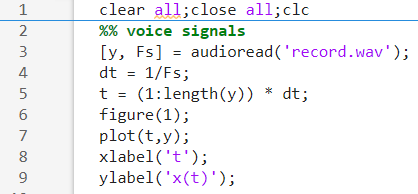 1 clear all;close all;clc
2 %% voice signals
3 [y, Fs] = audioread('record.wav');
4 dt = 1/Fs;
5 t = (1:length(y)) * dt;
6 figure(1);
7 plot(t,y);
8 xlabel('t');
9 ylabel('x(t)');